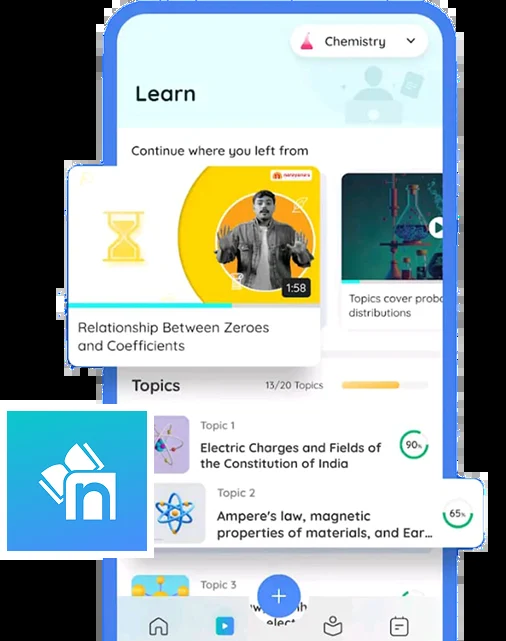 Chemistry
Learn
Continue where you left from
narayana
1:58
Relationship Between Zeroes
and Coefficients
Topics cover
distributions
Topics
13/20 Topics
Topic 1
Electric Charges and Fields of
the Constitution of India
90%
Topic 2
Ampere's law, magnetic
properties of materials, and Ear...
65%
Topic 3
n